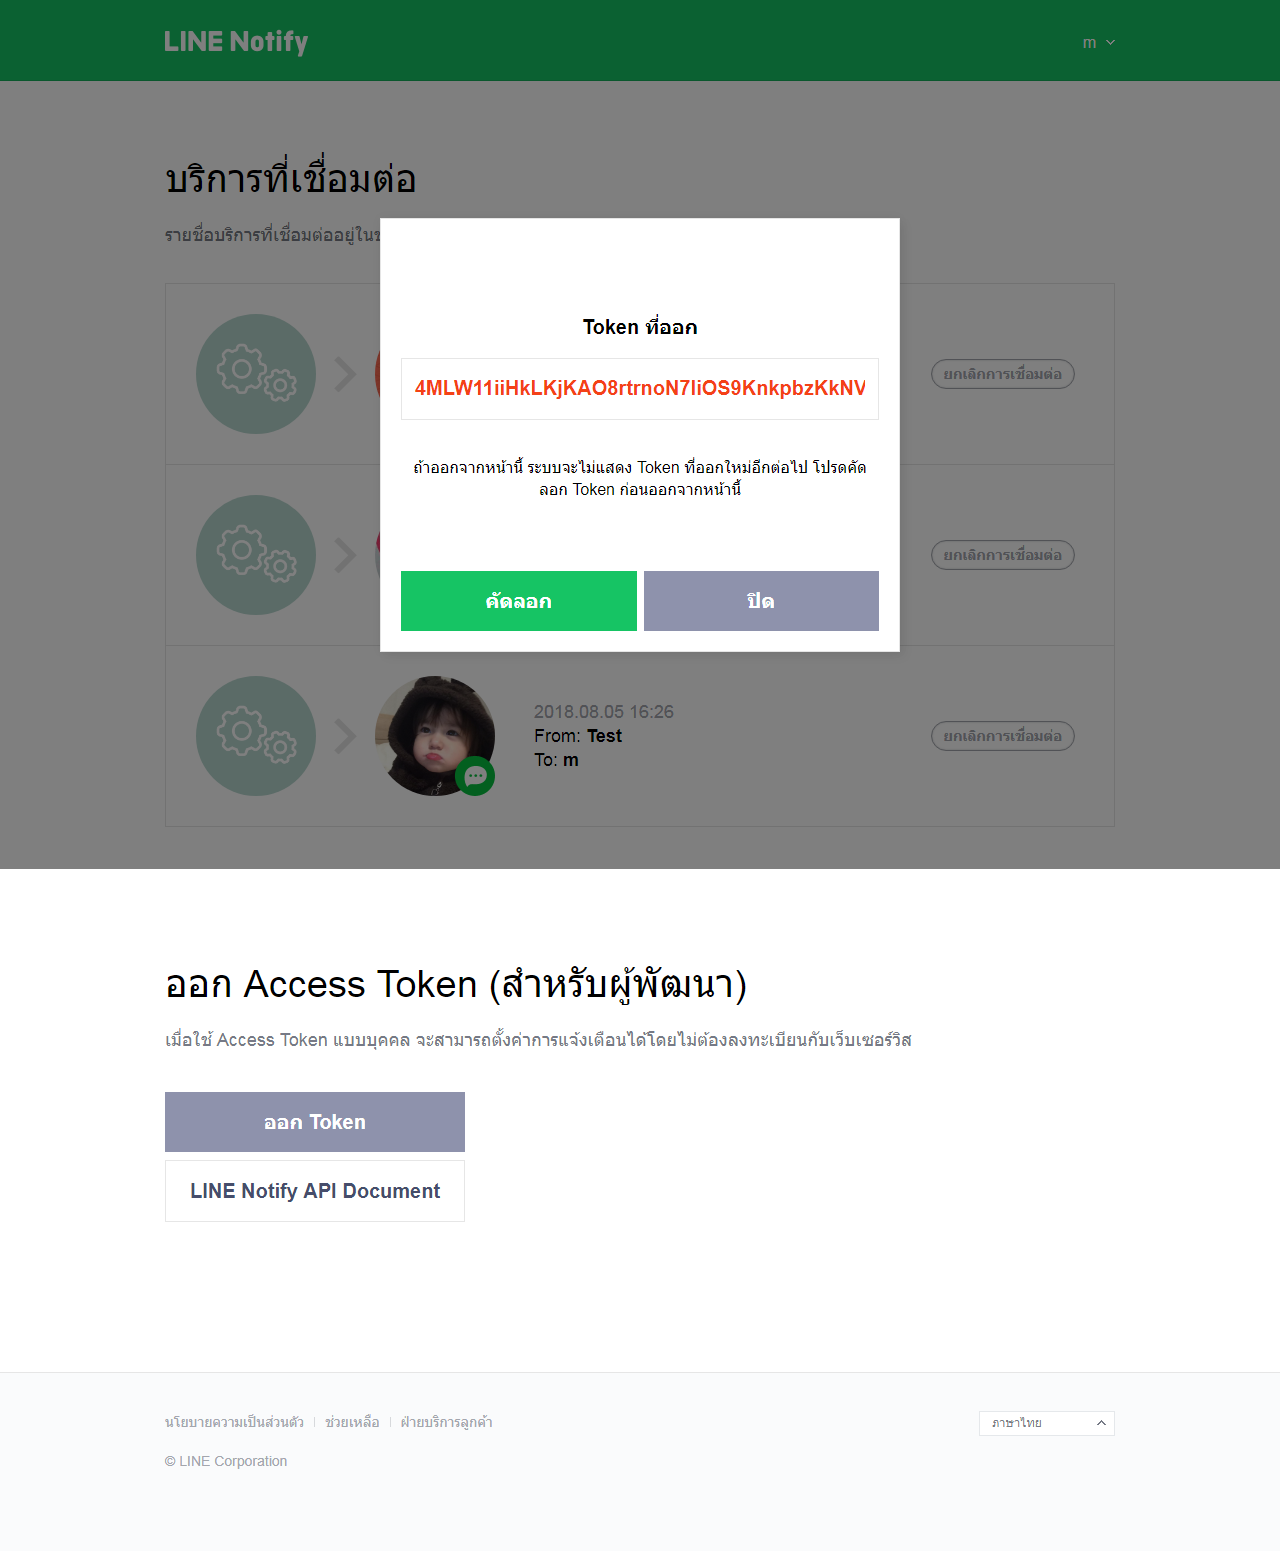 LINE Notify
m
บริการที่เชื่อมต่อ
รายชื่อบริการที่เชื่อมต่ออยู่ใน
Token ที่ออก
4MLW11iiHkLKjKAO8rtrnoN7IiOS9KnkpbzKkNV
ถ้าออกจากหน้านี้ ระบบจะไม่แสดง Token ที่ออกใหม่อีกต่อไป โปรดคัด
ลอก Token ก่อนออกจากหน้านี้
คัดลอก
ปิด
ยกเลิกการเชื่อมต่อ
ยกเลิกการเชื่อมต่อ
2018.08.05 16:26
From: Test
To: m
ยกเลิกการเชื่อมต่อ
ออก Access Token (สำหรับผู้พัฒนา)
เมื่อใช้ Access Token แบบบุคคล จะสามารถตั้งค่าการแจ้งเตือนได้โดยไม่ต้องลงทะเบียนกับเว็บเซอร์วิส
ออก Token
LINE Notify API Document
นโยบายความเป็นส่วนตัว
ช่วยเหลือ
ฝ่ายบริการลูกค้า
ภาษาไทย
© LINE Corporation